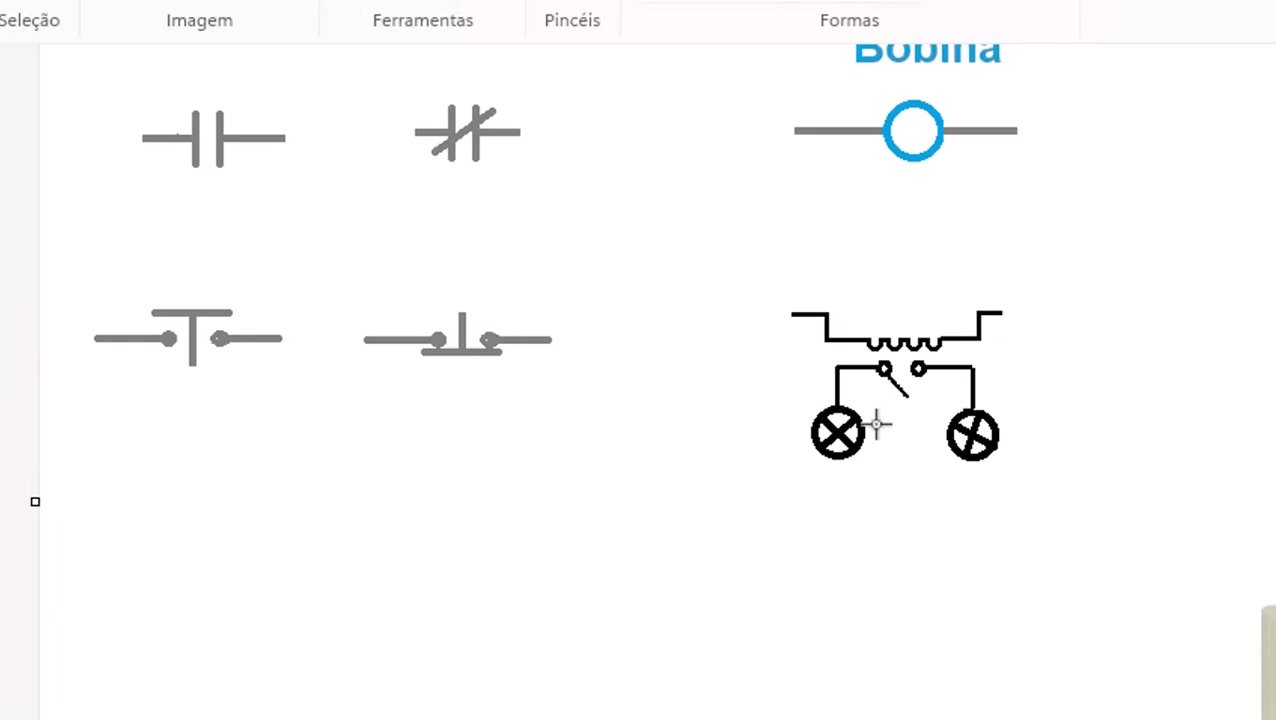 Seleção
Imagem
Ferramentas
Pincéis
Formas
Bobina